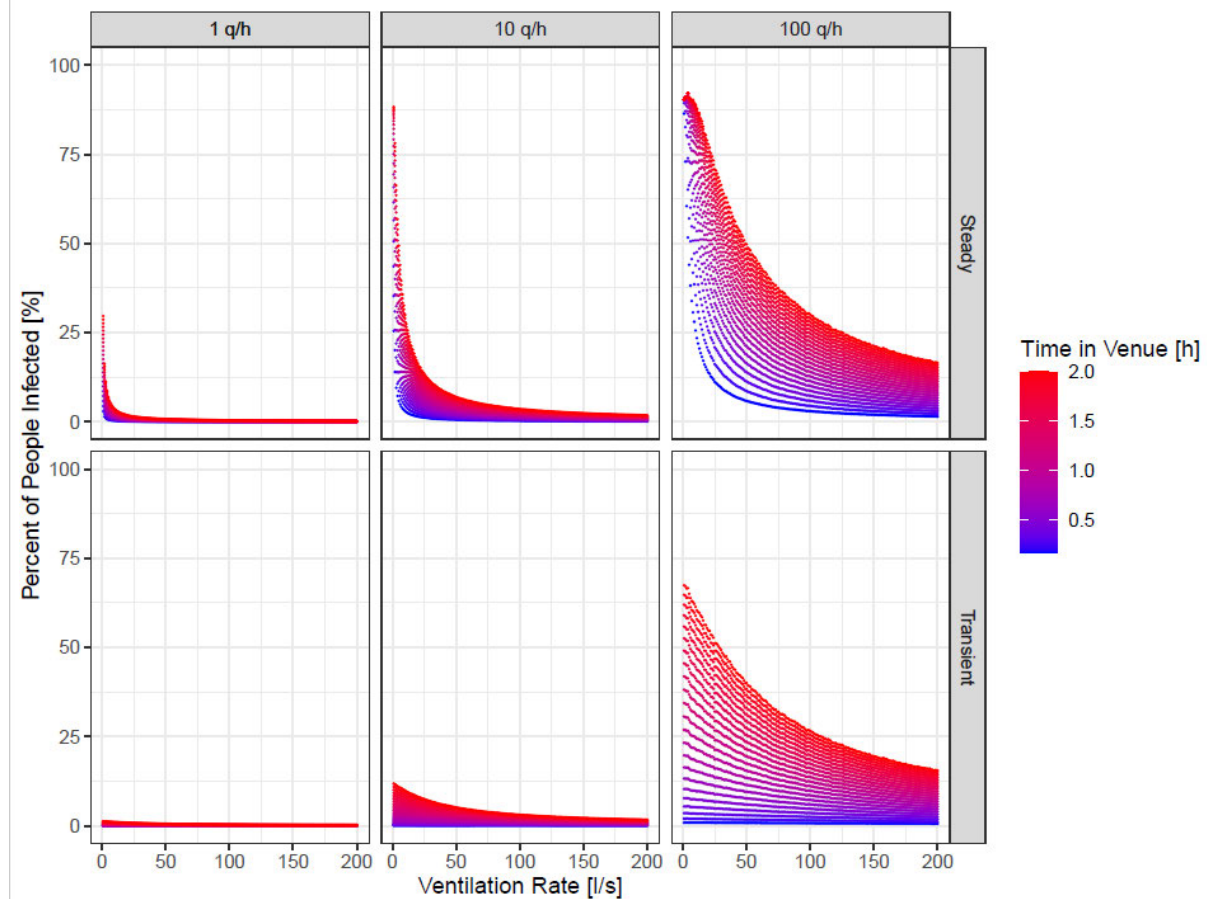 1 q/h 10 q/h 100 q/h
100
75
50
25
0
Steady
100
75
50
25
0
Transient
0 50 100 150 200 0 50 100 150 200 0 50 100 150 200
Ventilation Rate [l/s]
Percent of People Infected [%]
Time in Venue [h]
2.0
1.5
1.0
0.5